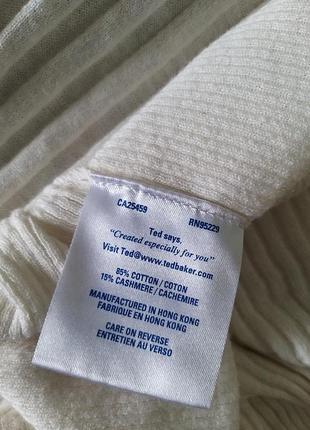 CA25459 RN95229
Ted says,
"Created especially for you"
Visit Ted@www.tedbaker.com
85% COTTON / COTON
15% CASHMERE / CACHEMIRE
MANUFACTURED IN HONG KONG
FABRIQUE EN HONG KONG
CARE ON REVERSE
ENTRETIEN AU VERSO